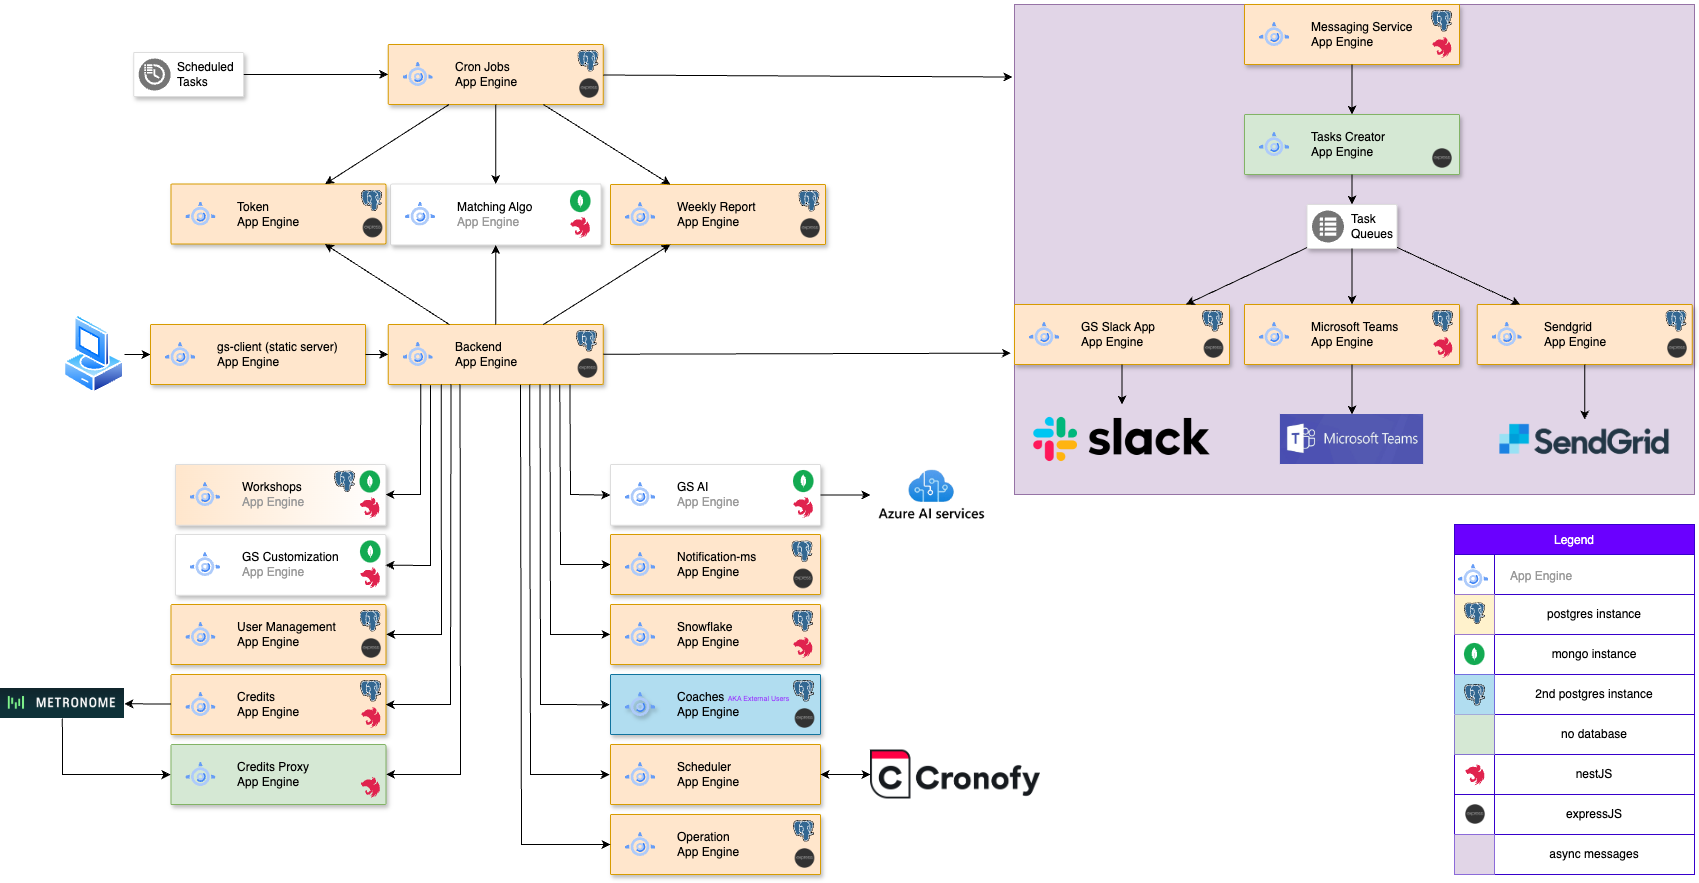 Scheduled
Tasks
Cron Jobs
App Engine
express
Messaging Service
App Engine
Tasks Creator
App Engine
express
Task
Queues
Token
App Engine
express
Matching Algo
App Engine
Weekly Report
App Engine
express
gs-client (static server)
App Engine
Backend
App Engine
express
GS Slack App
App Engine
express
Microsoft Teams
App Engine
Sendgrid
App Engine
express
slack
T
Microsoft Teams
SendGrid
Workshops
App Engine
GS Customization
App Engine
User Management
App Engine
express
METRONOME
Credits
App Engine
Credits Proxy
App Engine
GS AI
App Engine
Azure AI services
Notification-ms
App Engine
express
Snowflake
App Engine
Coaches AKA External Users
App Engine
express
Scheduler
App Engine
C Cronofy
Operation
App Engine
express
Legend
App Engine
postgres instance
mongo instance
2nd postgres instance
no database
nestJS
express
expressJS
async messages